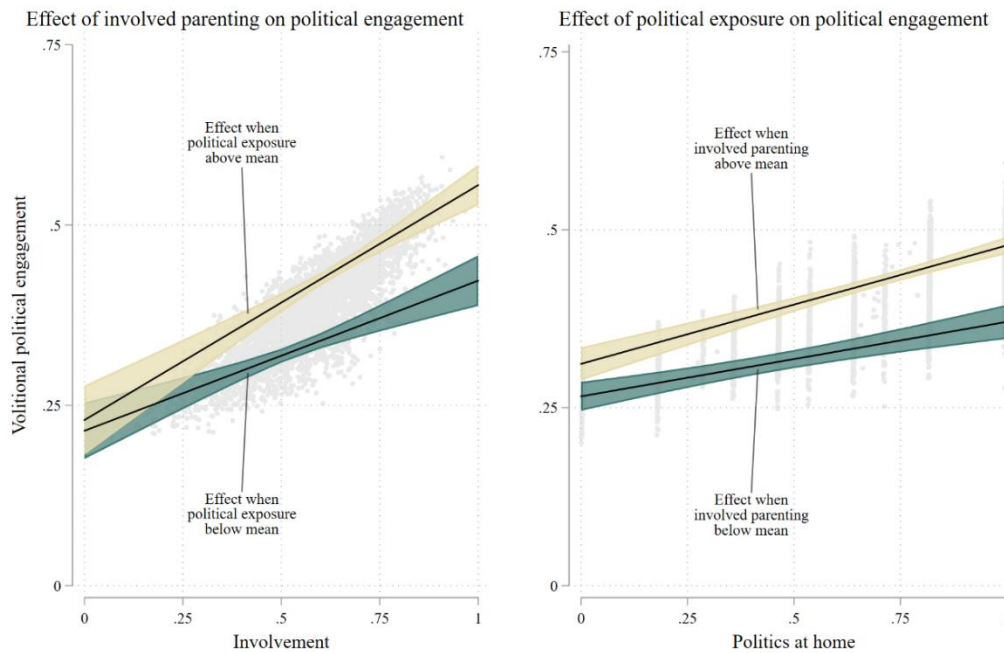 Effect of involved parenting on political engagement
.75
.5
.25
0
Volitional political engagement
Effect when
political exposure
above mean
Effect when
political exposure
below mean
0
.25
.5
.75
1
Involvement
Effect of political exposure on political engagement
.75
.5
.25
0
Effect when
involved parenting
above mean
Effect when
involved parenting
below mean
0
.25
.5
.75
Politics at home